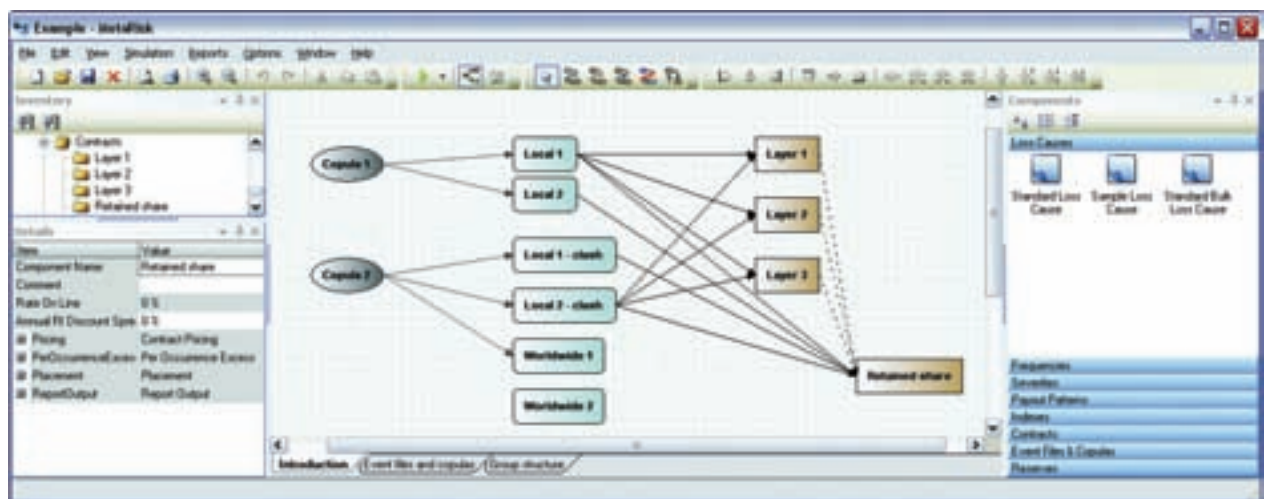 Example - MetaRisk
File Edit View Simulation Reports Options Window Help
Inventory
Contracts
Layer 1
Layer 2
Layer 3
Retained share
Details
Item Value
Component Name Retained share
Comment
Rate On Line 0 %
Annual RI Discount Spre 0 %
Pricing Contract Pricing
PerOccurrenceExces Per Occurrence Excess
Placement Placement
ReportOutput Report Output
Copula 1
Copula 2
Local 1
Local 2
Local 1 - clash
Local 2 - clash
Worldwide 1
Worldwide 2
Layer 1
Layer 2
Layer 3
Retained share
Introduction Event files and copulas Group structure
Components
Loss Causes
Standard Loss Cause
Sample Loss Cause
Standard Bulk Loss Cause
Frequencies
Severities
Payout Patterns
Indexes
Contracts
Event Files & Copulas
Reserves